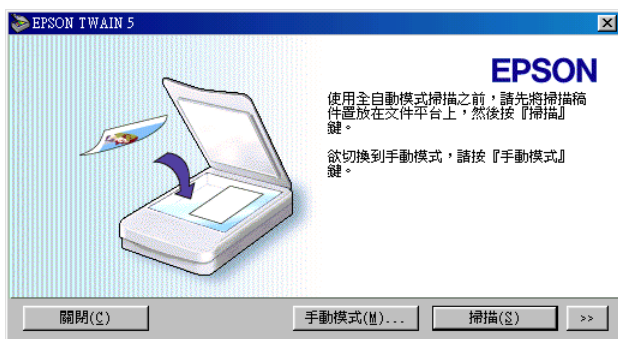 EPSON TWAIN 5
EPSON
使用全自動模式掃描之前，請先將掃描稿
件置放在文件平台上，然後按『掃描』
鍵。
欲切換到手動模式，請按『手動模式』
鍵。
關閉(C) 手動模式(M)... 掃描(S) >>